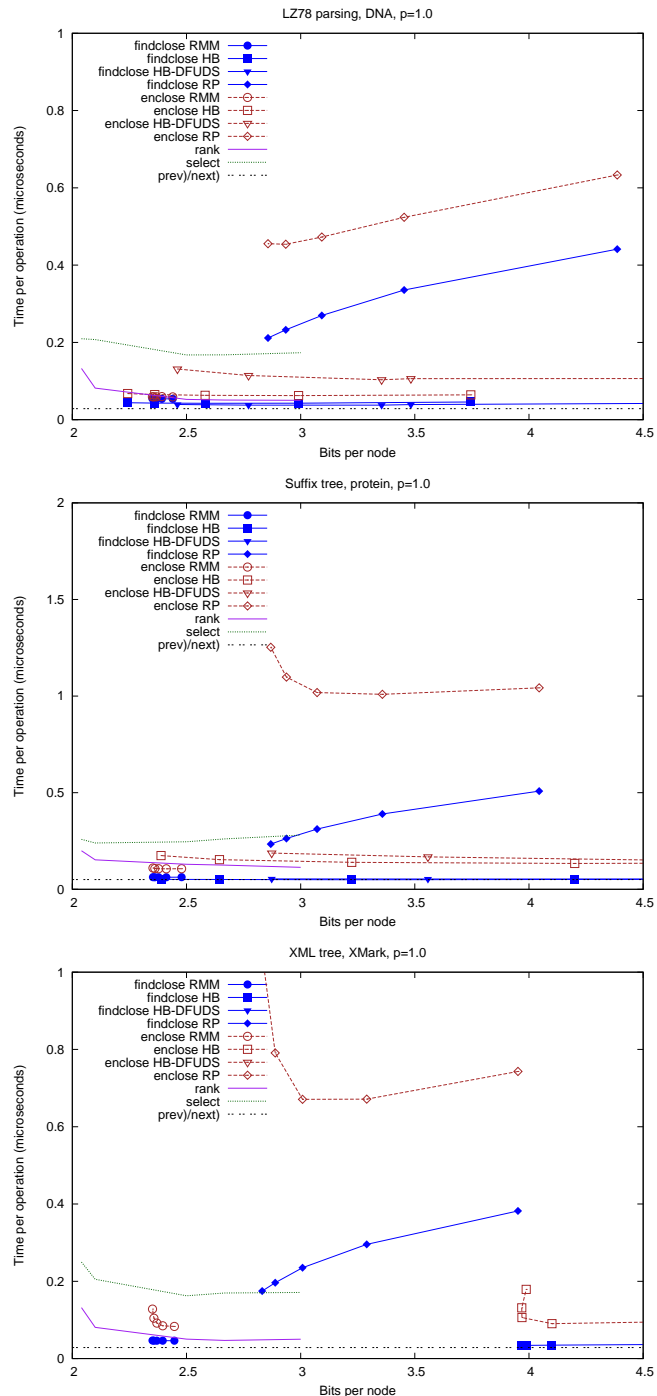 LZ78 parsing, DNA, p=1.0
1
findclose RMM
findclose HB
findclose HB-DFUDS
findclose RP
enclose RMM
enclose HB
enclose HB-DFUDS
enclose RP
rank
select
prev)/next)
0.8
0.6
0.4
0.2
0
Time per operation (microseconds)
2 2.5 3 3.5 4 4.5
Bits per node
Suffix tree, protein, p=1.0
2
findclose RMM
findclose HB
findclose HB-DFUDS
findclose RP
enclose RMM
enclose HB
enclose HB-DFUDS
enclose RP
rank
select
prev)/next)
1.5
1
0.5
0
Time per operation (microseconds)
2 2.5 3 3.5 4 4.5
Bits per node
XML tree, XMark, p=1.0
1
findclose RMM
findclose HB
findclose HB-DFUDS
findclose RP
enclose RMM
enclose HB
enclose HB-DFUDS
enclose RP
rank
select
prev)/next)
0.8
0.6
0.4
0.2
0
Time per operation (microseconds)
2 2.5 3 3.5 4 4.5
Bits per node